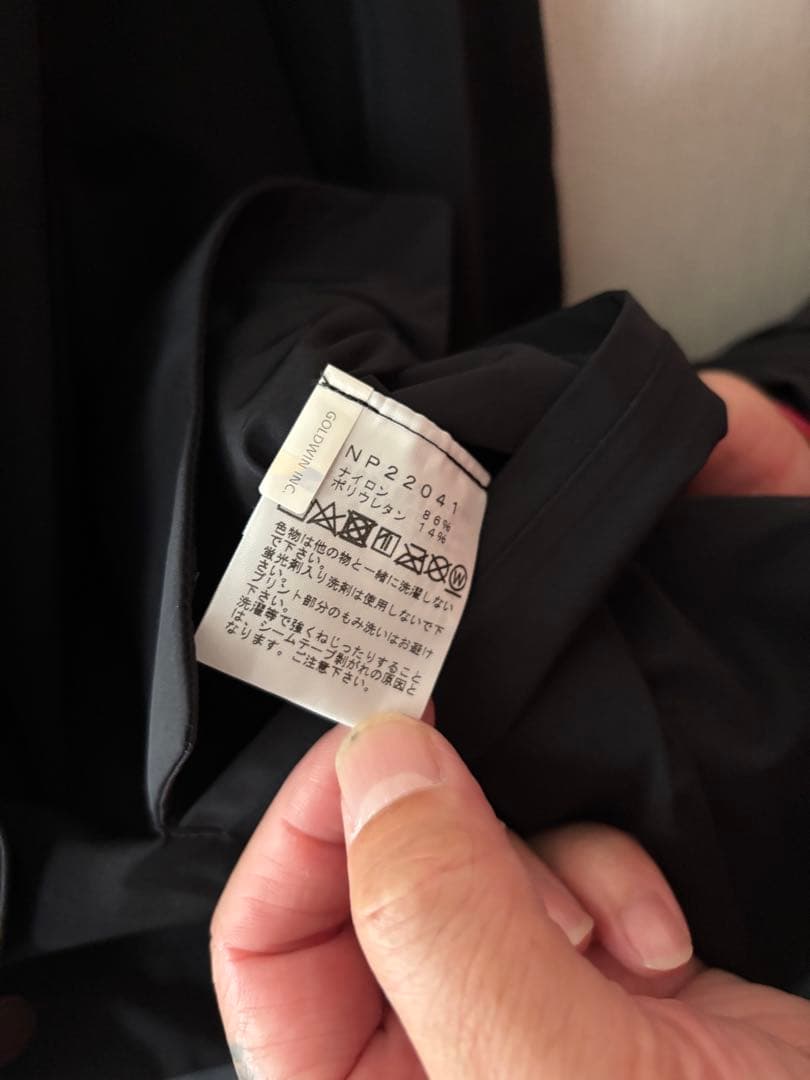 GOLDWIN INC.
NP22041
ナイロン 86%
ポリウレタン 14%
W
色物は他の物と一緒に洗濯しない
で下さい。
蛍光剤入り洗剤は使用しないで下
さい。
プリント部分のもみ洗いはお避け
下さい。
洗濯等で強くねじったりすること
は、シームテープ剥がれの原因と
なります。ご注意下さい。